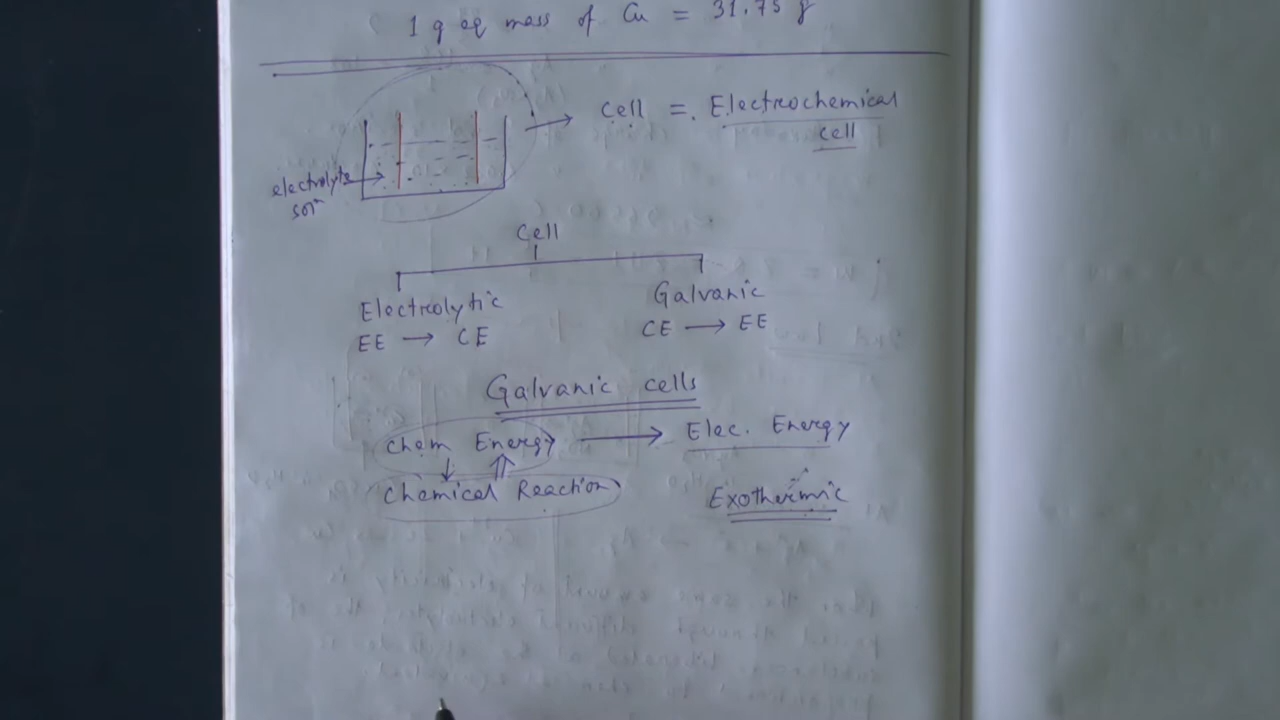 1 g eq mass of Cu = 31.75 g
cell = Electrochemical
cell
electrolyte
solⁿ
Cell
Electrolytic Galvanic
EE → CE CE → EE
Galvanic cells
Chem Energy → Elec. Energy
Chemical Reaction Exothermic